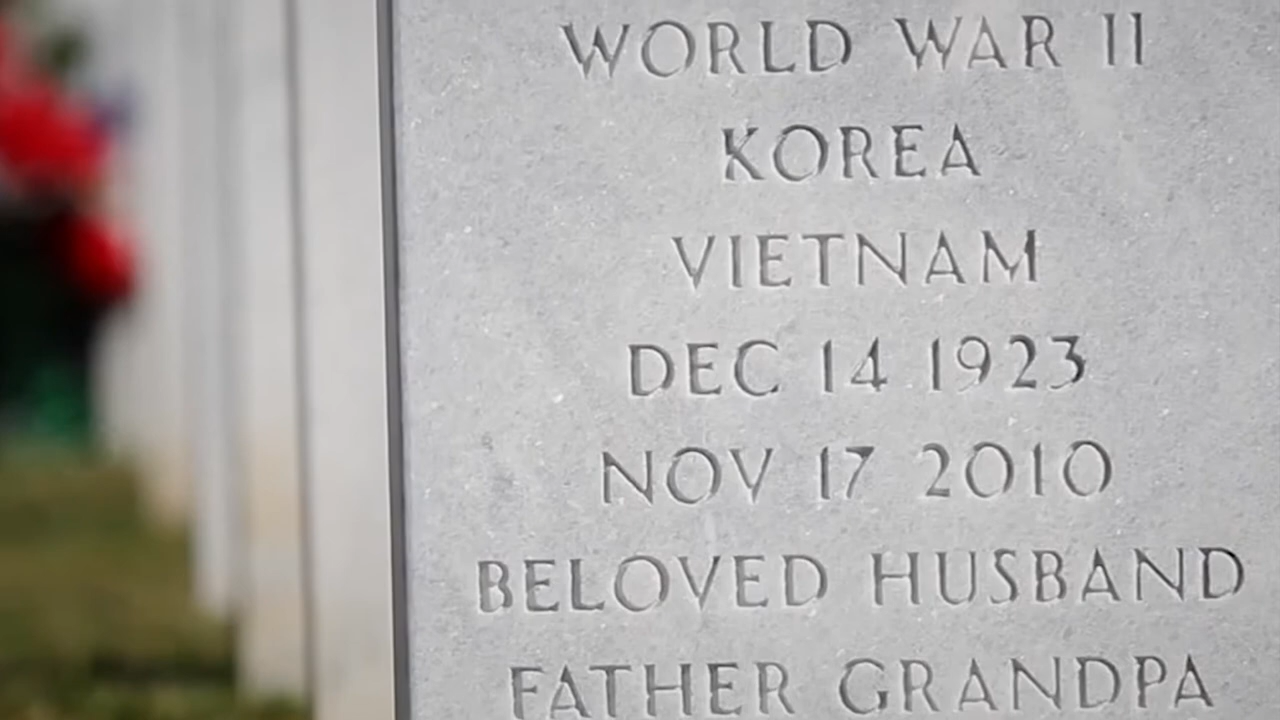 WORLD WAR II
KOREA
VIETNAM
DEC 14 1923
NOV 17 2010
BELOVED HUSBAND
FATHER GRANDPA